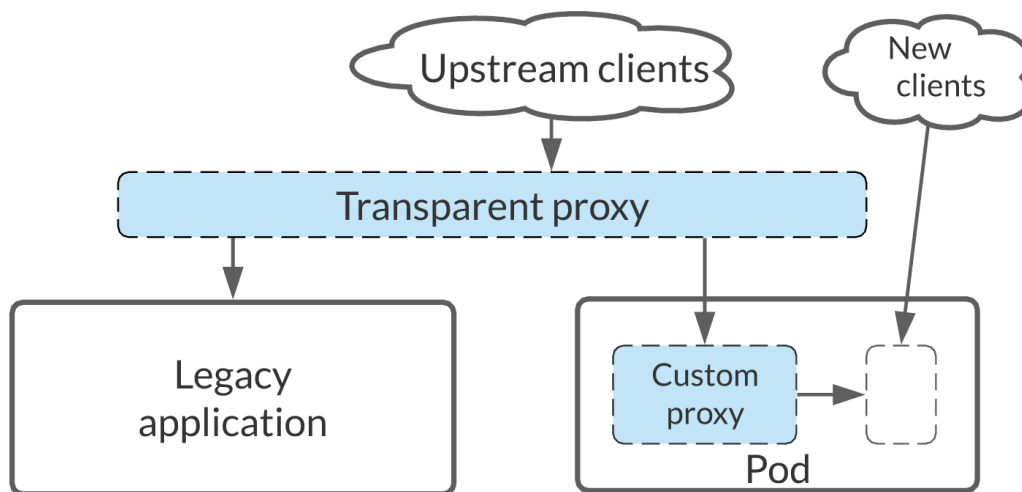 Upstream clients
New
clients
Transparent proxy
Legacy
application
Custom
proxy
Pod